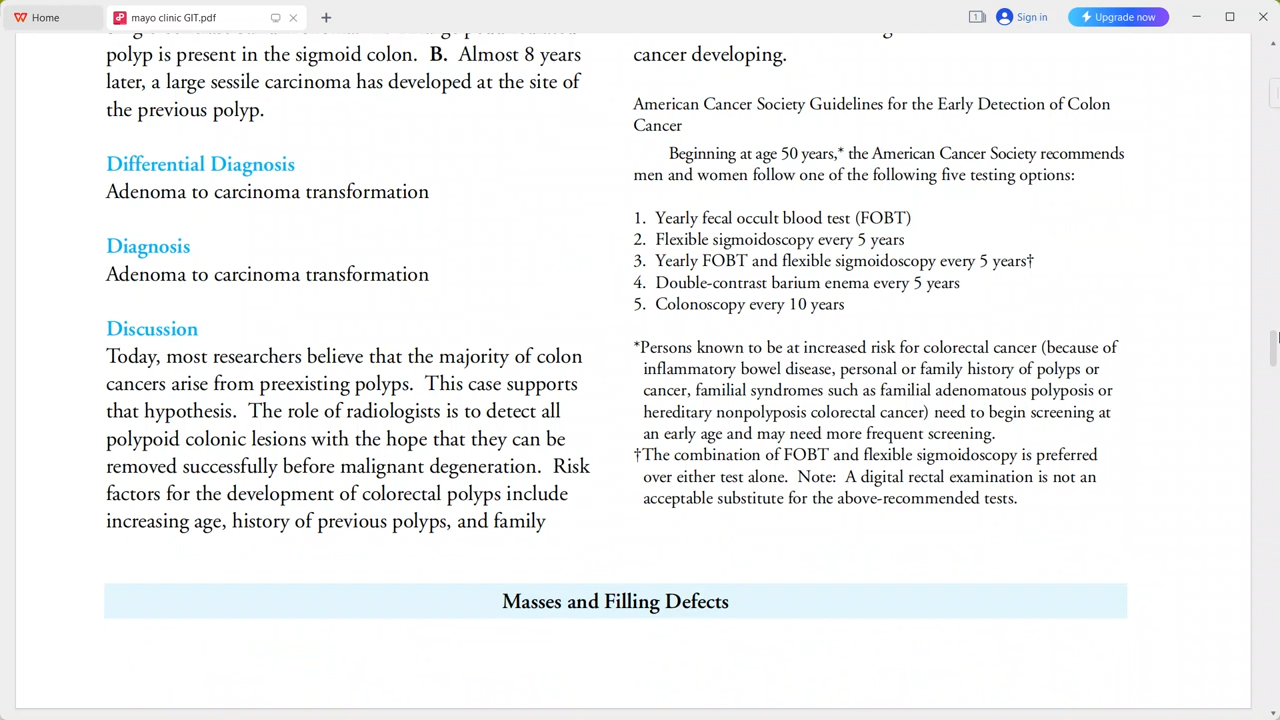 Home
mayo clinic GIT.pdf
1
Sign in
Upgrade now
polyp is present in the sigmoid colon. B. Almost 8 years
later, a large sessile carcinoma has developed at the site of
the previous polyp.
Differential Diagnosis
Adenoma to carcinoma transformation
Diagnosis
Adenoma to carcinoma transformation
Discussion
Today, most researchers believe that the majority of colon
cancers arise from preexisting polyps. This case supports
that hypothesis. The role of radiologists is to detect all
polypoid colonic lesions with the hope that they can be
removed successfully before malignant degeneration. Risk
factors for the development of colorectal polyps include
increasing age, history of previous polyps, and family
cancer developing.
American Cancer Society Guidelines for the Early Detection of Colon
Cancer
Beginning at age 50 years,* the American Cancer Society recommends
men and women follow one of the following five testing options:
1. Yearly fecal occult blood test (FOBT)
2. Flexible sigmoidoscopy every 5 years
3. Yearly FOBT and flexible sigmoidoscopy every 5 years†
4. Double-contrast barium enema every 5 years
5. Colonoscopy every 10 years
*Persons known to be at increased risk for colorectal cancer (because of
inflammatory bowel disease, personal or family history of polyps or
cancer, familial syndromes such as familial adenomatous polyposis or
hereditary nonpolyposis colorectal cancer) need to begin screening at
an early age and may need more frequent screening.
†The combination of FOBT and flexible sigmoidoscopy is preferred
over either test alone. Note: A digital rectal examination is not an
acceptable substitute for the above-recommended tests.
Masses and Filling Defects